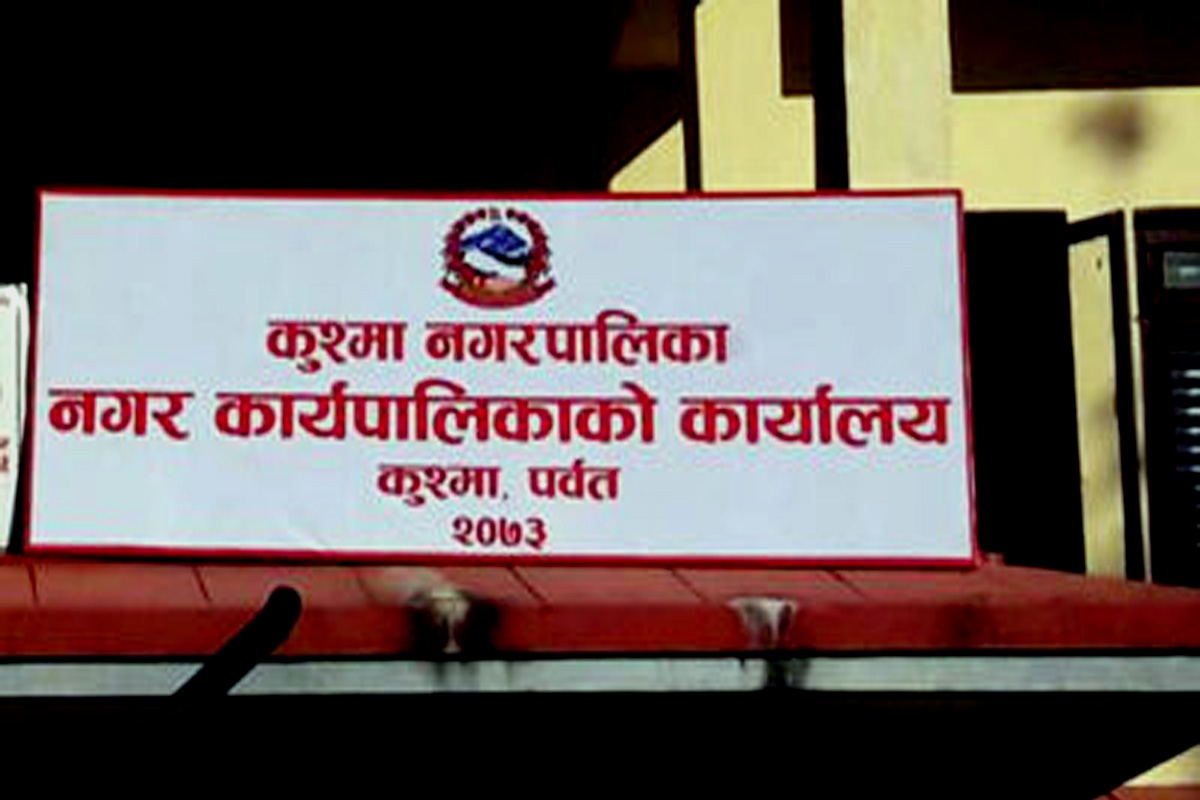 कुश्मा नगरपालिका
नगर कार्यपालिकाको कार्यालय
कुश्मा, पर्वत
२०७३